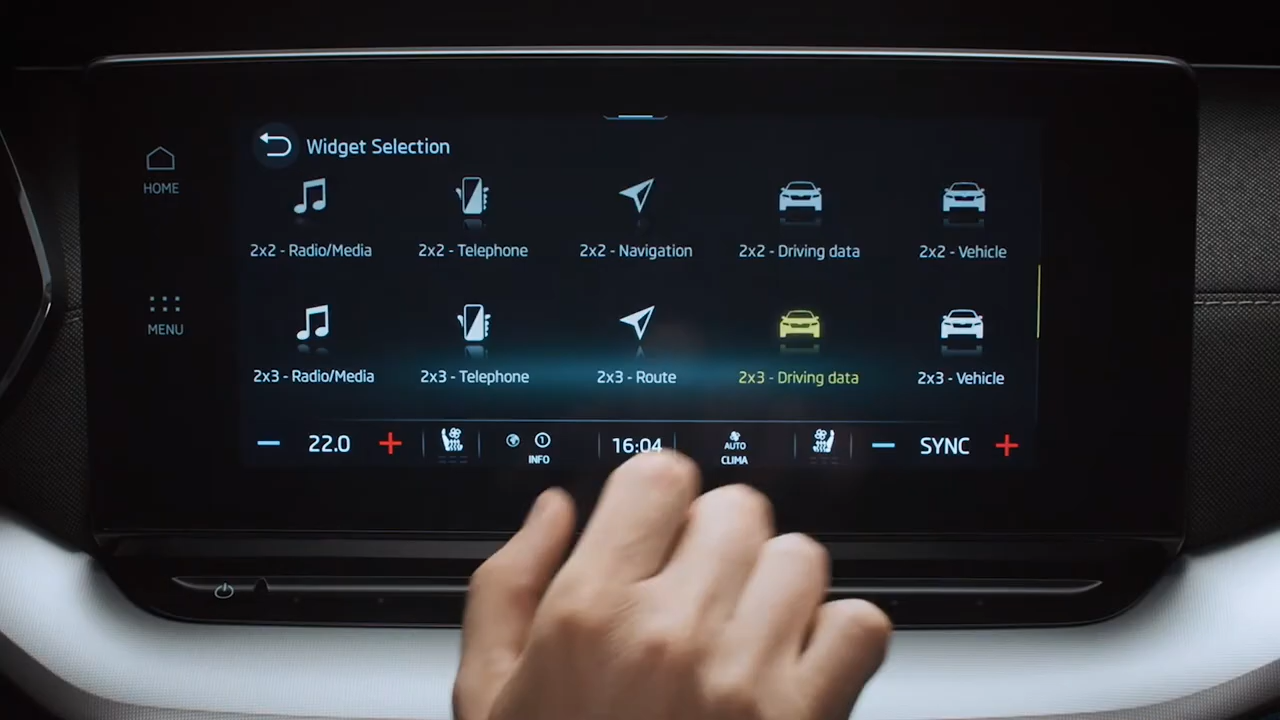 Widget Selection
HOME
2x2 - Radio/Media
2x2 - Telephone
2x2 - Navigation
2x2 - Driving data
2x2 - Vehicle
MENU
2x3 - Radio/Media
2x3 - Telephone
2x3 - Route
2x3 - Driving data
2x3 - Vehicle
− 22.0 +
1
INFO
16:04
AUTO
CLIMA
− SYNC +